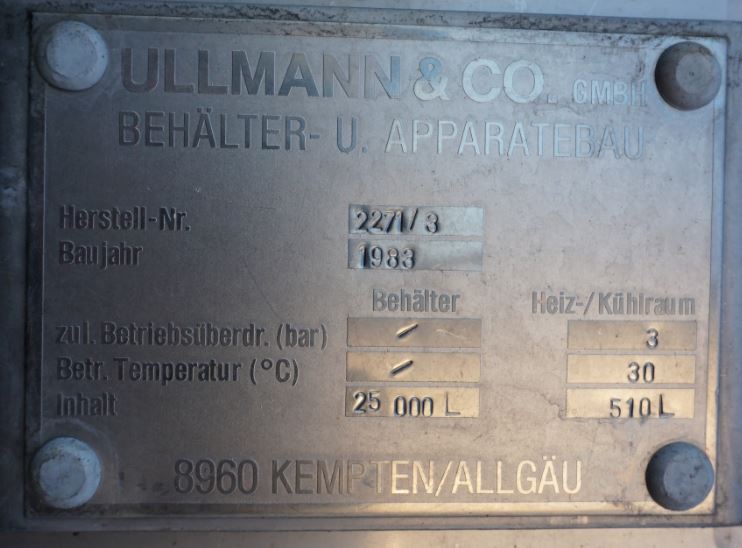 ULLMANN & CO. GMBH
BEHÄLTER- U. APPARATEBAU
Herstell-Nr. 2271/3
Baujahr 1983
Behälter Heiz-/Kühlraum
zul. Betriebsüberdr. (bar) - 3
Betr. Temperatur (°C) - 30
Inhalt 25 000 L 510 L
8960 KEMPTEN/ALLGÄU